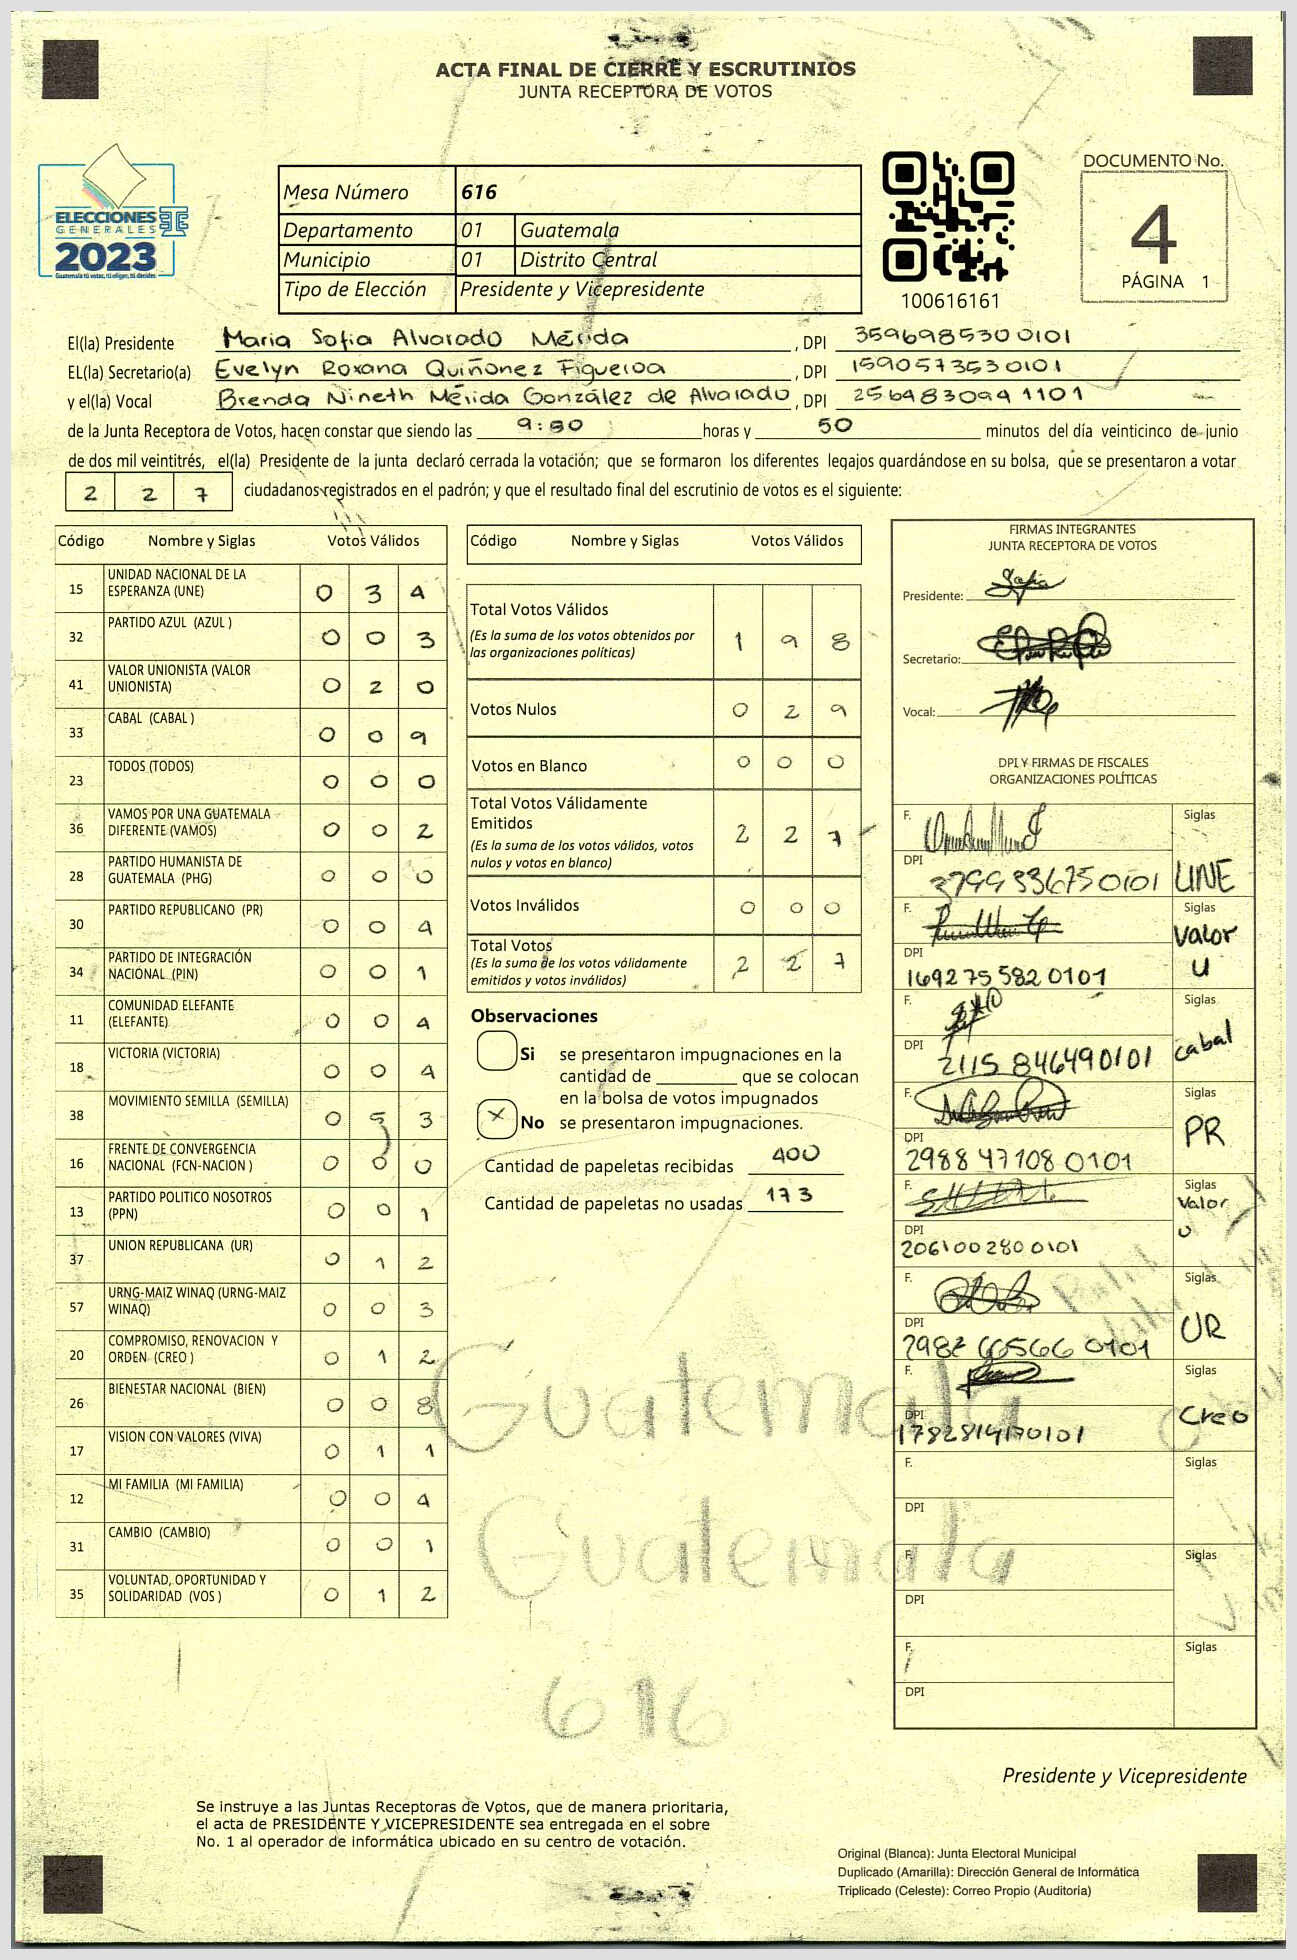 ACTA FINAL DE CIERRE Y ESCRUTINIOS
JUNTA RECEPTORA DE VOTOS
ELECCIONES
GENERALES
2023
Guatemala tú votas, tú eliges, tú decides
Mesa Número 616
Departamento 01 Guatemala
Municipio 01 Distrito Central
Tipo de Elección Presidente y Vicepresidente
100616161
DOCUMENTO No.
4
PÁGINA 1
El(la) Presidente Maria Sofia Alvarado Mérida, DPI 3596985300101
EL(la) Secretario(a) Evelyn Roxana Quiñonez Figueroa, DPI 1590573530101
y el(la) Vocal Brenda Nineth Mérida González de Alvarado, DPI 2564830941101
de la Junta Receptora de Votos, hacen constar que siendo las 9:50 horas y 50 minutos del día veinticinco de junio
de dos mil veintitrés, el(la) Presidente de la junta declaró cerrada la votación; que se formaron los diferentes legajos guardándose en su bolsa, que se presentaron a votar
2 2 7 ciudadanos registrados en el padrón; y que el resultado final del escrutinio de votos es el siguiente:
Código Nombre y Siglas Votos Válidos
15 UNIDAD NACIONAL DE LA ESPERANZA (UNE) 0 3 4
32 PARTIDO AZUL (AZUL ) 0 0 3
41 VALOR UNIONISTA (VALOR UNIONISTA) 0 2 0
33 CABAL (CABAL ) 0 0 9
23 TODOS (TODOS) 0 0 0
36 VAMOS POR UNA GUATEMALA DIFERENTE (VAMOS) 0 0 2
28 PARTIDO HUMANISTA DE GUATEMALA (PHG) 0 0 0
30 PARTIDO REPUBLICANO (PR) 0 0 4
34 PARTIDO DE INTEGRACIÓN NACIONAL (PIN) 0 0 1
11 COMUNIDAD ELEFANTE (ELEFANTE) 0 0 4
18 VICTORIA (VICTORIA) 0 0 4
38 MOVIMIENTO SEMILLA (SEMILLA) 0 5 3
16 FRENTE DE CONVERGENCIA NACIONAL (FCN-NACION ) 0 0 0
13 PARTIDO POLITICO NOSOTROS (PPN) 0 0 1
37 UNION REPUBLICANA (UR) 0 1 2
57 URNG-MAIZ WINAQ (URNG-MAIZ WINAQ) 0 0 3
20 COMPROMISO, RENOVACION Y ORDEN (CREO ) 0 1 2
26 BIENESTAR NACIONAL (BIEN) 0 0 8
17 VISION CON VALORES (VIVA) 0 1 1
12 MI FAMILIA (MI FAMILIA) 0 0 4
31 CAMBIO (CAMBIO) 0 0 1
35 VOLUNTAD, OPORTUNIDAD Y SOLIDARIDAD (VOS ) 0 1 2
Código Nombre y Siglas Votos Válidos
Total Votos Válidos 1 9 8
(Es la suma de los votos obtenidos por
las organizaciones políticas)
Votos Nulos 0 2 9
Votos en Blanco 0 0 0
Total Votos Válidamente
Emitidos 2 2 7
(Es la suma de los votos válidos, votos
nulos y votos en blanco)
Votos Inválidos 0 0 0
Total Votos 2 2 7
(Es la suma de los votos válidamente
emitidos y votos inválidos)
Observaciones
Si se presentaron impugnaciones en la
cantidad de ________ que se colocan
en la bolsa de votos impugnados
X No se presentaron impugnaciones.
Cantidad de papeletas recibidas 400
Cantidad de papeletas no usadas 173
FIRMAS INTEGRANTES
JUNTA RECEPTORA DE VOTOS
Presidente: Sofia
Secretario:
Vocal:
DPI Y FIRMAS DE FISCALES
ORGANIZACIONES POLÍTICAS
F. Siglas
DPI 3799 336750101 UNE
F. Siglas
Valor
U
DPI 1692 75 582 0101
F. Siglas
DPI 2115 846490101 cabal
F. Siglas
PR
DPI 2988 47108 0101
F. Siglas
Valor
U
DPI 206100280 0101
F. Siglas
UR
DPI 2982 60566 0101
F. Siglas
Creo
DPI 1782814170101
F. Siglas
DPI
F. Siglas
DPI
F. Siglas
DPI
Guatemala
Guatemala
616
Presidente y Vicepresidente
Se instruye a las Juntas Receptoras de Votos, que de manera prioritaria,
el acta de PRESIDENTE Y VICEPRESIDENTE sea entregada en el sobre
No. 1 al operador de informática ubicado en su centro de votación.
Original (Blanca): Junta Electoral Municipal
Duplicado (Amarilla): Dirección General de Informática
Triplicado (Celeste): Correo Propio (Auditoría)